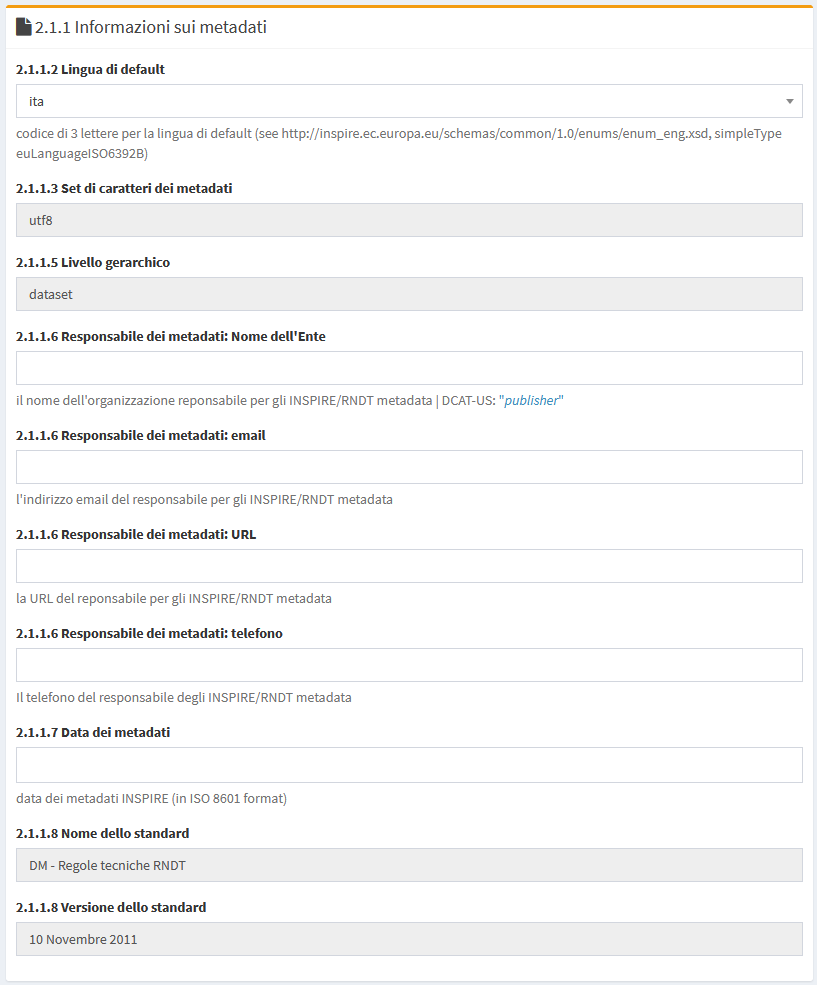 2.1.1 Informazioni sui metadati
2.1.1.2 Lingua di default
ita
codice di 3 lettere per la lingua di default (see http://inspire.ec.europa.eu/schemas/common/1.0/enums/enum_eng.xsd, simpleType
euLanguageISO6392B)
2.1.1.3 Set di caratteri dei metadati
utf8
2.1.1.5 Livello gerarchico
dataset
2.1.1.6 Responsabile dei metadati: Nome dell'Ente
il nome dell'organizzazione reponsabile per gli INSPIRE/RNDT metadata | DCAT-US: "publisher"
2.1.1.6 Responsabile dei metadati: email
l'indirizzo email del responsabile per gli INSPIRE/RNDT metadata
2.1.1.6 Responsabile dei metadati: URL
la URL del reponsabile per gli INSPIRE/RNDT metadata
2.1.1.6 Responsabile dei metadati: telefono
Il telefono del responsabile degli INSPIRE/RNDT metadata
2.1.1.7 Data dei metadati
data dei metadati INSPIRE (in ISO 8601 format)
2.1.1.8 Nome dello standard
DM - Regole tecniche RNDT
2.1.1.8 Versione dello standard
10 Novembre 2011